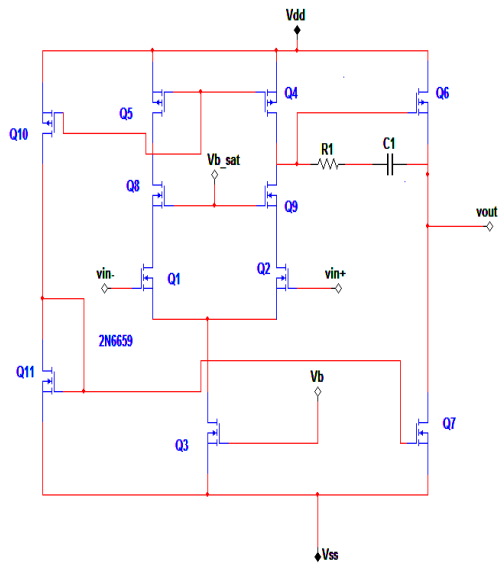 Vdd
Q5
Q4
Q6
Q10
R1
C1
Vb_sat
Q8
Q9
vout
vin-
Q1
Q2
vin+
2N6659
Q11
Vb
Q3
Q7
Vss